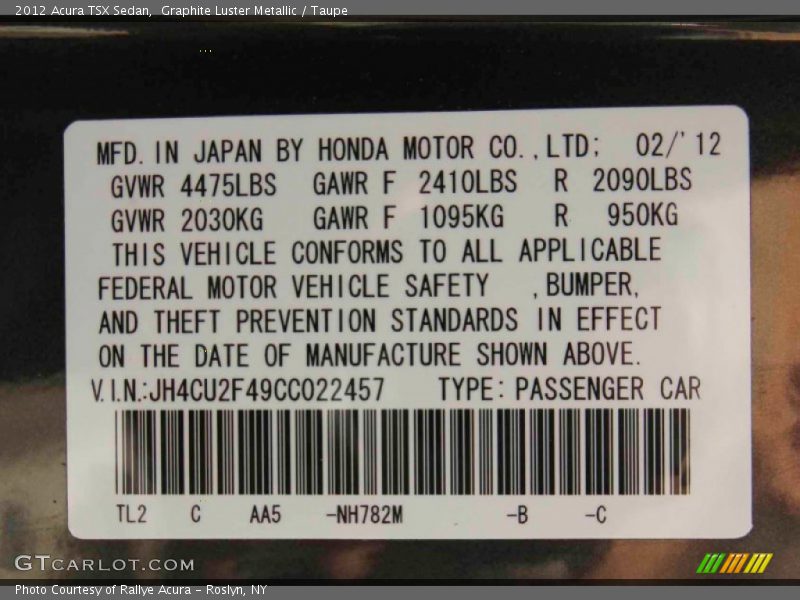 2012 Acura TSX Sedan,  Graphite Luster Metallic / Taupe
MFD. IN JAPAN BY HONDA MOTOR CO.,LTD; 02/'12
GVWR 4475LBS GAWR F 2410LBS R 2090LBS
GVWR 2030KG GAWR F 1095KG R 950KG
THIS VEHICLE CONFORMS TO ALL APPLICABLE
FEDERAL MOTOR VEHICLE SAFETY ,BUMPER,
AND THEFT PREVENTION STANDARDS IN EFFECT
ON THE DATE OF MANUFACTURE SHOWN ABOVE.
V.I.N.:JH4CU2F49CC022457 TYPE: PASSENGER CAR
TL2 C AA5 -NH782M -B -C
GTCARLOT.COM
Photo Courtesy of Rallye Acura - Roslyn, NY